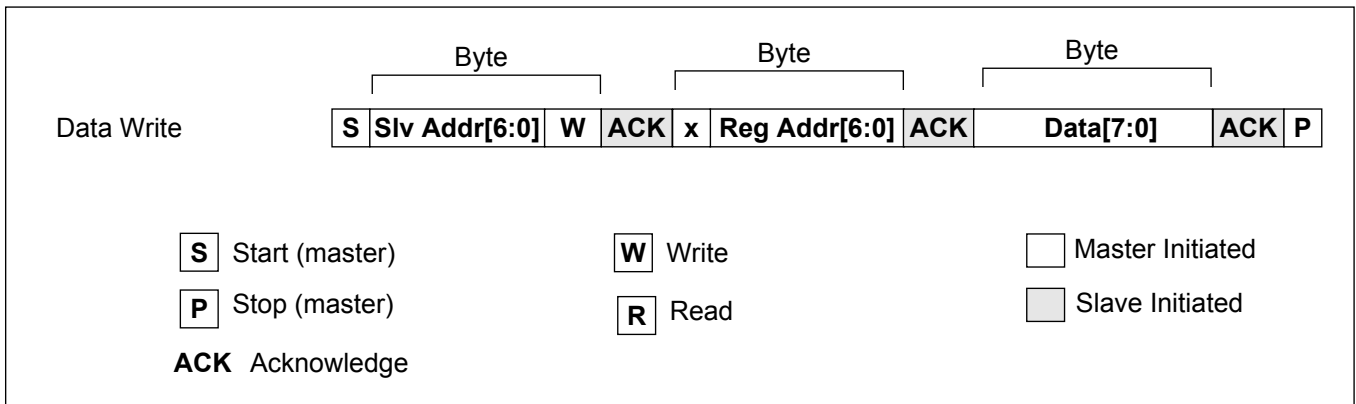 Byte Byte Byte
Data Write S Slv Addr[6:0] W ACK x Reg Addr[6:0] ACK Data[7:0] ACK P
S Start (master) W Write Master Initiated
P Stop (master) R Read Slave Initiated
ACK Acknowledge